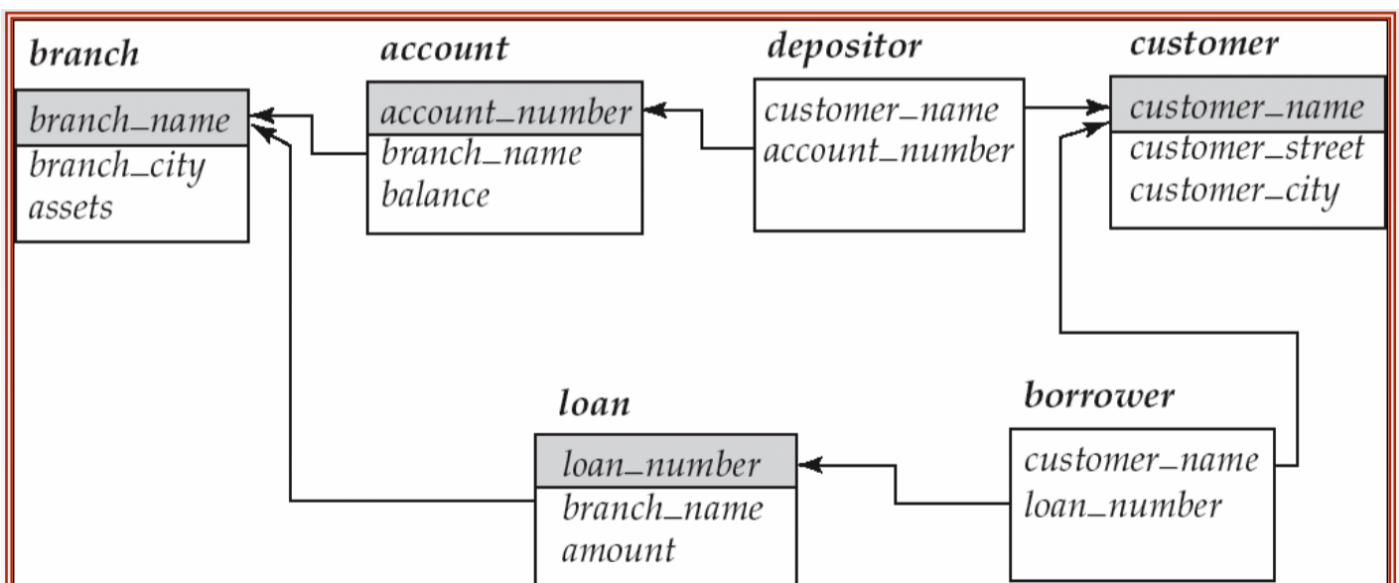 branch
branch_name
branch_city
assets
account
account_number
branch_name
balance
depositor
customer_name
account_number
customer
customer_name
customer_street
customer_city
loan
loan_number
branch_name
amount
borrower
customer_name
loan_number